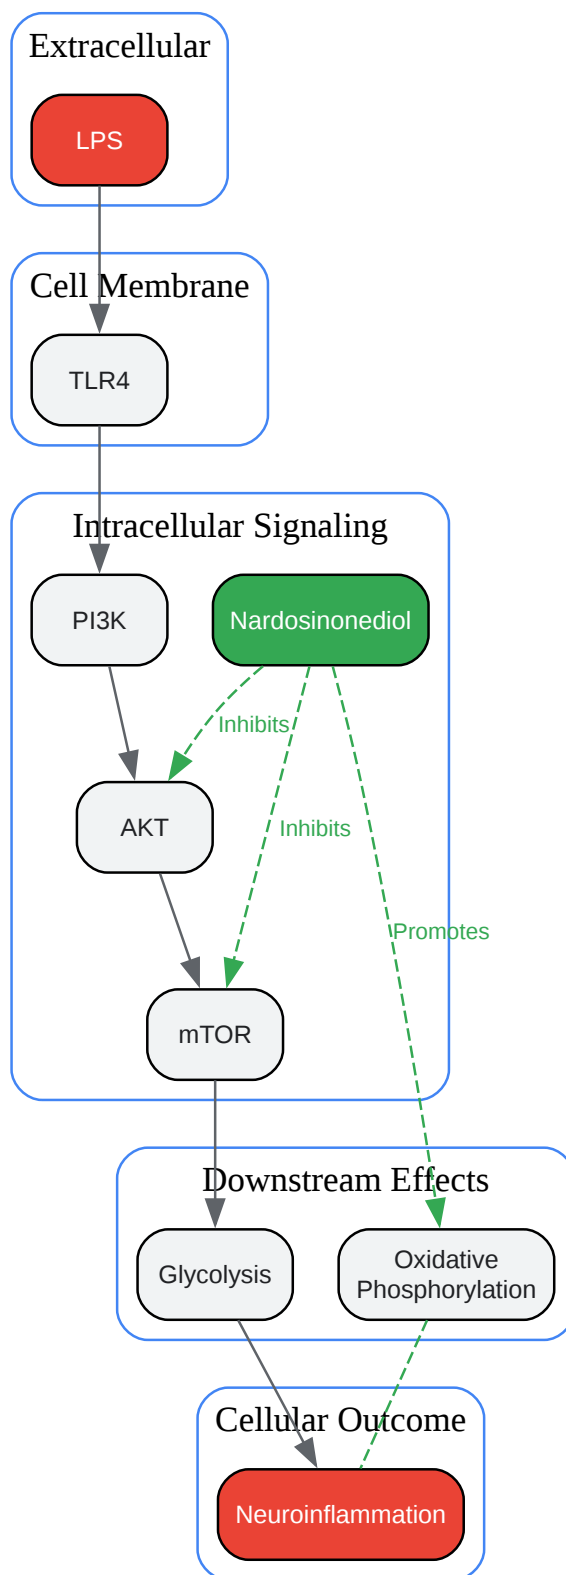 Extracellular
LPS
Cell Membrane
TLR4
Intracellular Signaling
PI3K
Nardosinonediol
Inhibits
AKT
Inhibits
Promotes
mTOR
Downstream Effects
Glycolysis
Oxidative
Phosphorylation
Cellular Outcome
Neuroinflammation